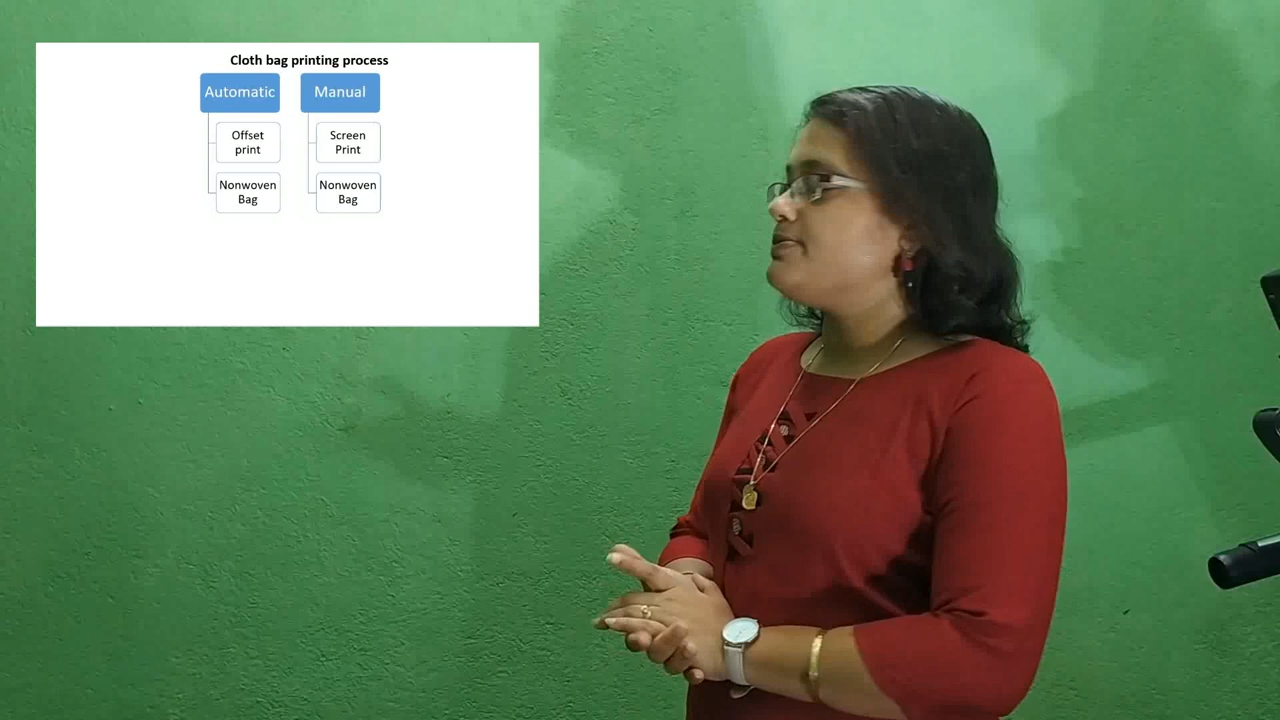 Cloth bag printing process
Automatic
Manual
Offset
print
Screen
Print
Nonwoven
Bag
Nonwoven
Bag